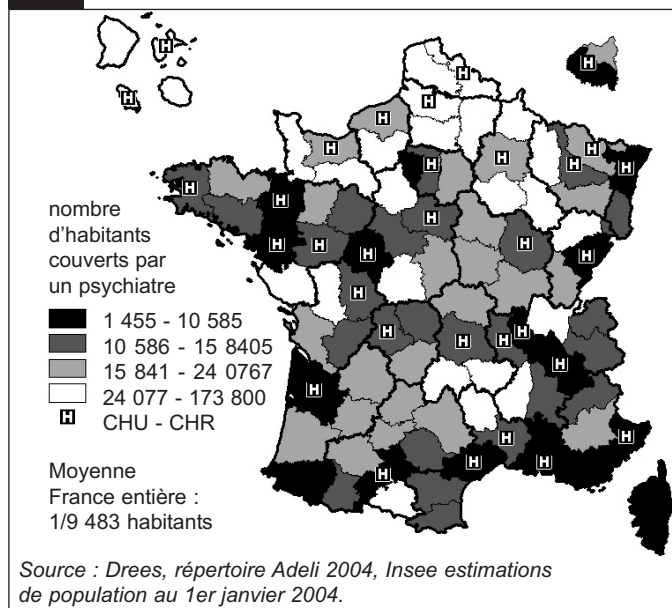 nombre
d'habitants
couverts par
un psychiatre
1 455 - 10 585
10 586 - 15 8405
15 841 - 24 0767
24 077 - 173 800
H CHU - CHR
Moyenne
France entière :
1/9 483 habitants
Source : Drees, répertoire Adeli 2004, Insee estimations
de population au 1er janvier 2004.